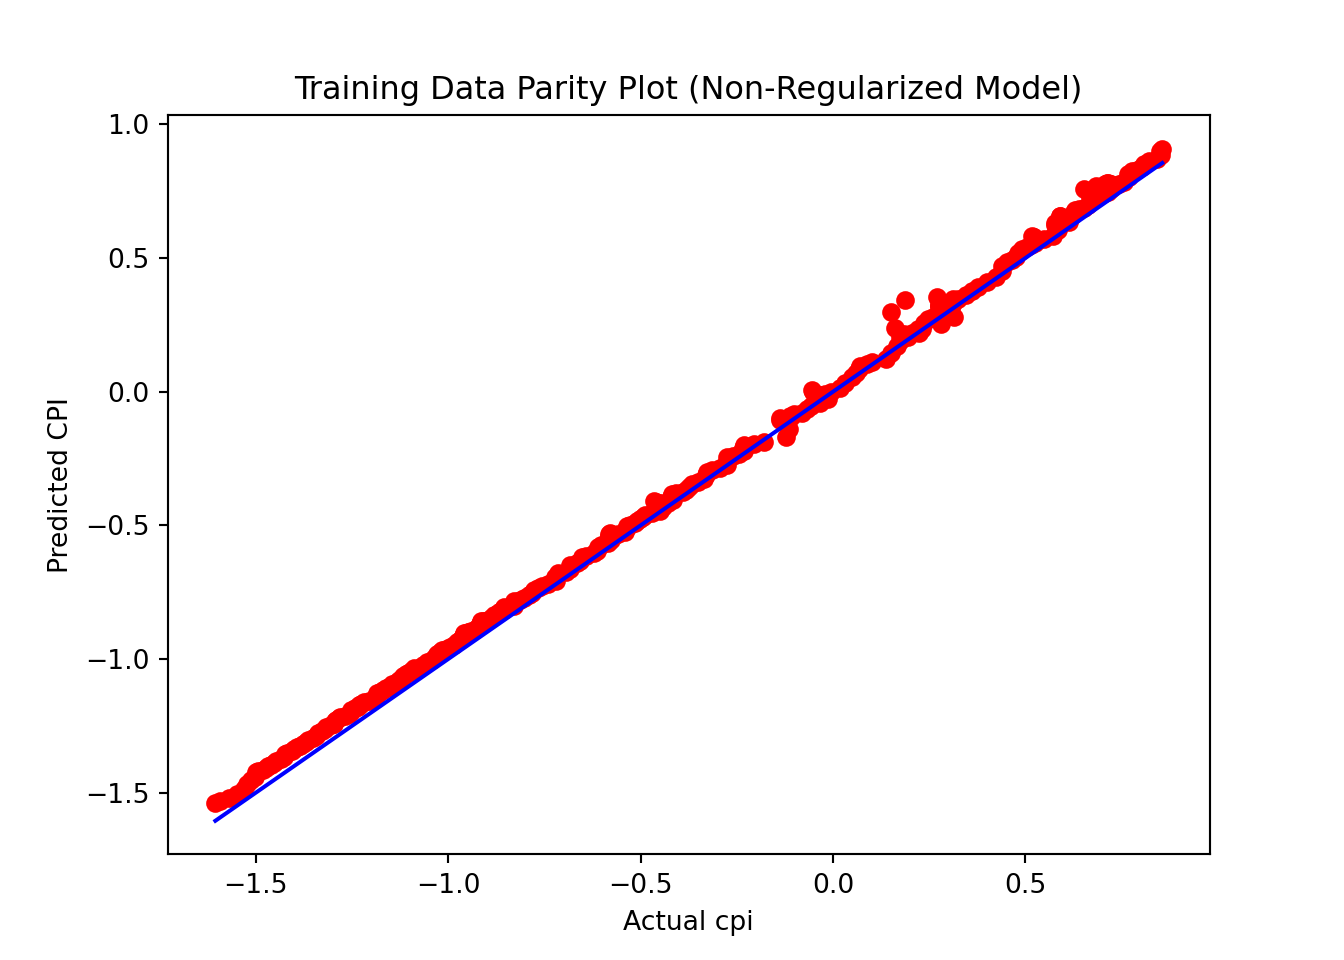 Training Data Parity Plot (Non-Regularized Model)
1.0
0.5
0.0
−0.5
−1.0
−1.5
Predicted CPI
−1.5 −1.0 −0.5 0.0 0.5
Actual cpi